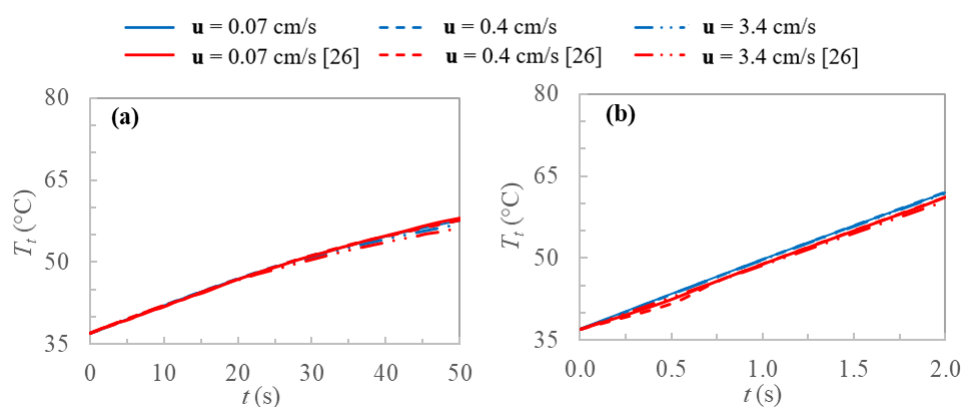 u = 0.07 cm/s u = 0.4 cm/s u = 3.4 cm/s
u = 0.07 cm/s [26] u = 0.4 cm/s [26] u = 3.4 cm/s [26]
(a)
80
65
50
35
Tt (°C)
0 10 20 30 40 50
t (s)
(b)
80
65
50
35
Tt (°C)
0.0 0.5 1.0 1.5 2.0
t (s)